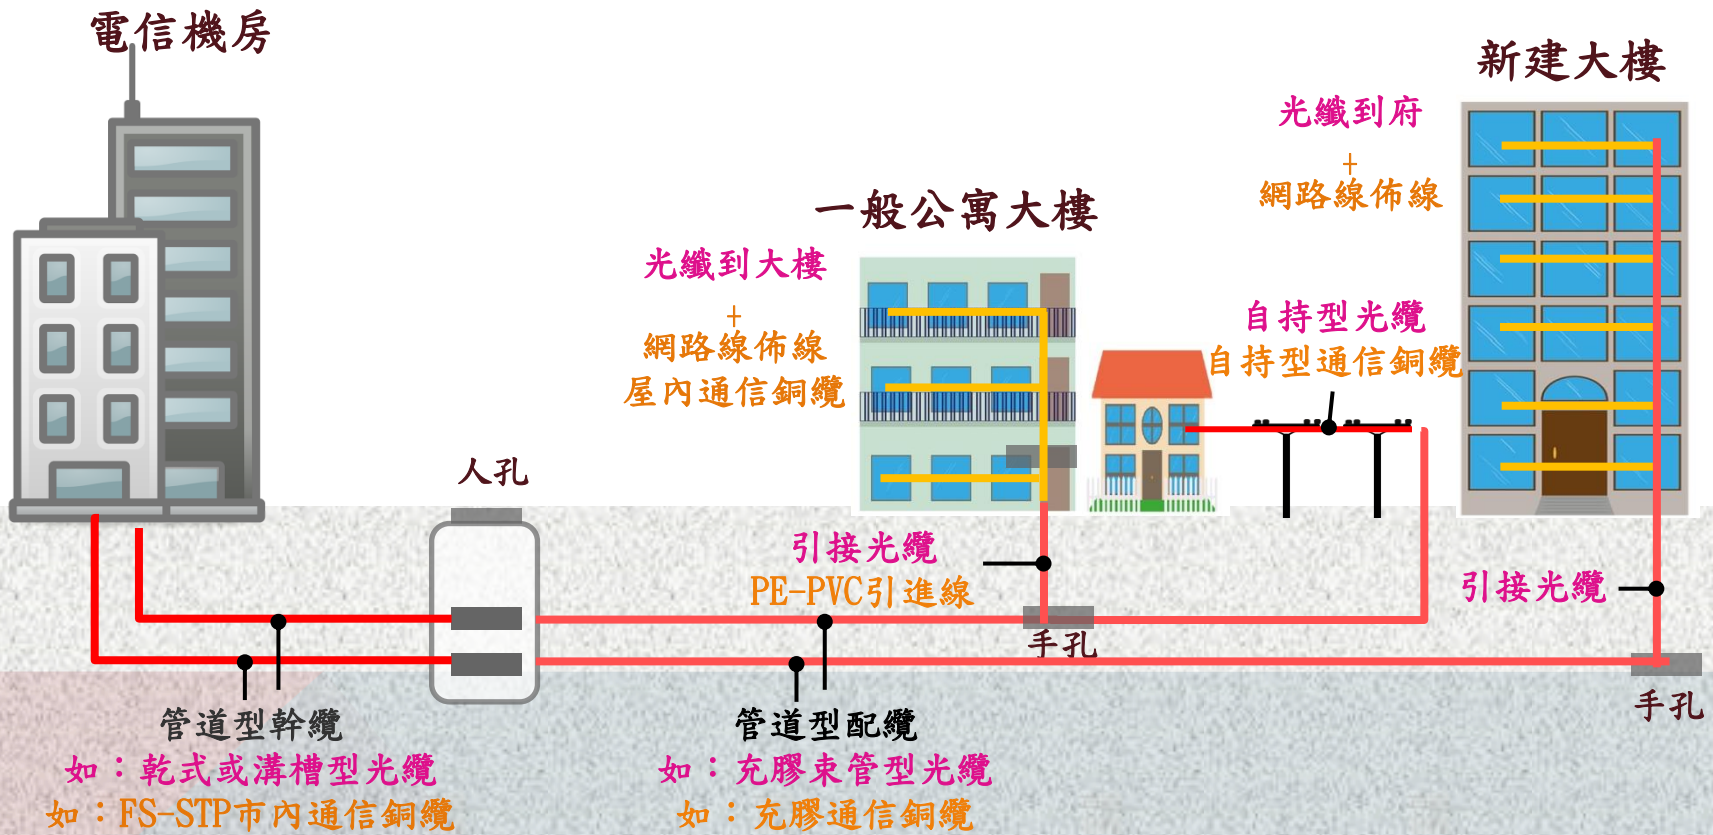 電信機房
新建大樓
光纖到府
+
網路線佈線
一般公寓大樓
光纖到大樓
+
網路線佈線
屋內通信銅纜
自持型光纜
自持型通信銅纜
人孔
引接光纜
PE-PVC引進線
引接光纜
手孔
手孔
管道型幹纜
如：乾式或溝槽型光纜
如：FS-STP市內通信銅纜
管道型配纜
如：充膠束管型光纜
如：充膠通信銅纜